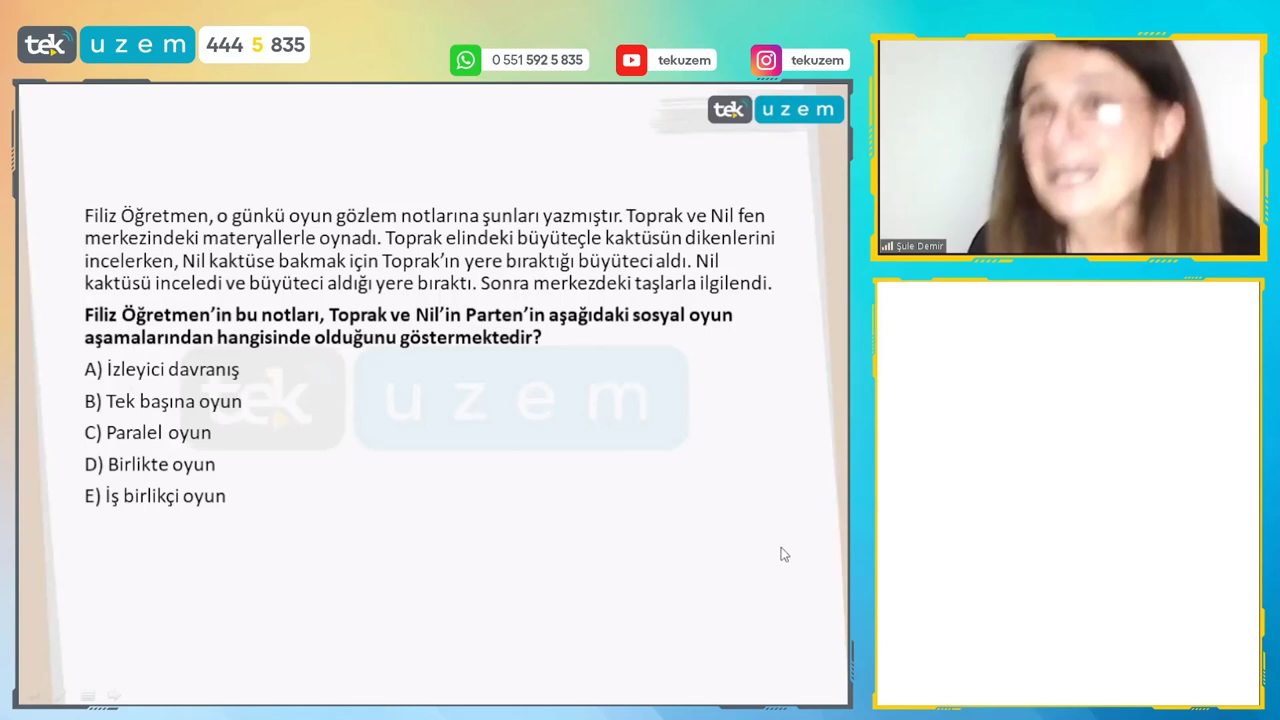 tek uzem 444 5 835
0 551 592 5 835 tekuzem tekuzem
tek uzem
Filiz Öğretmen, o günkü oyun gözlem notlarına şunları yazmıştır. Toprak ve Nil fen
merkezindeki materyallerle oynadı. Toprak elindeki büyüteçle kaktüsün dikenlerini
incelerken, Nil kaktüse bakmak için Toprak'ın yere bıraktığı büyüteci aldı. Nil
kaktüsü inceledi ve büyüteci aldığı yere bıraktı. Sonra merkezdeki taşlarla ilgilendi.
Filiz Öğretmen'in bu notları, Toprak ve Nil'in Parten'in aşağıdaki sosyal oyun
aşamalarından hangisinde olduğunu göstermektedir?
A) İzleyici davranış
B) Tek başına oyun
C) Paralel oyun
D) Birlikte oyun
E) İş birlikçi oyun
tek uzem
Şule Demir